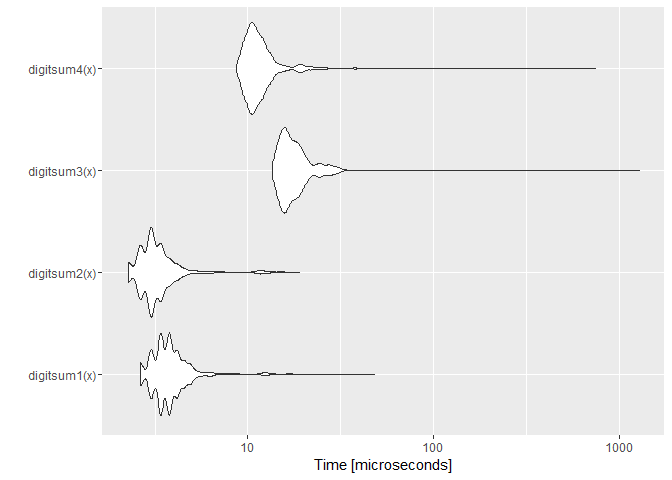 digitsum4(x)
digitsum3(x)
digitsum2(x)
digitsum1(x)
10 100 1000
Time [microseconds]